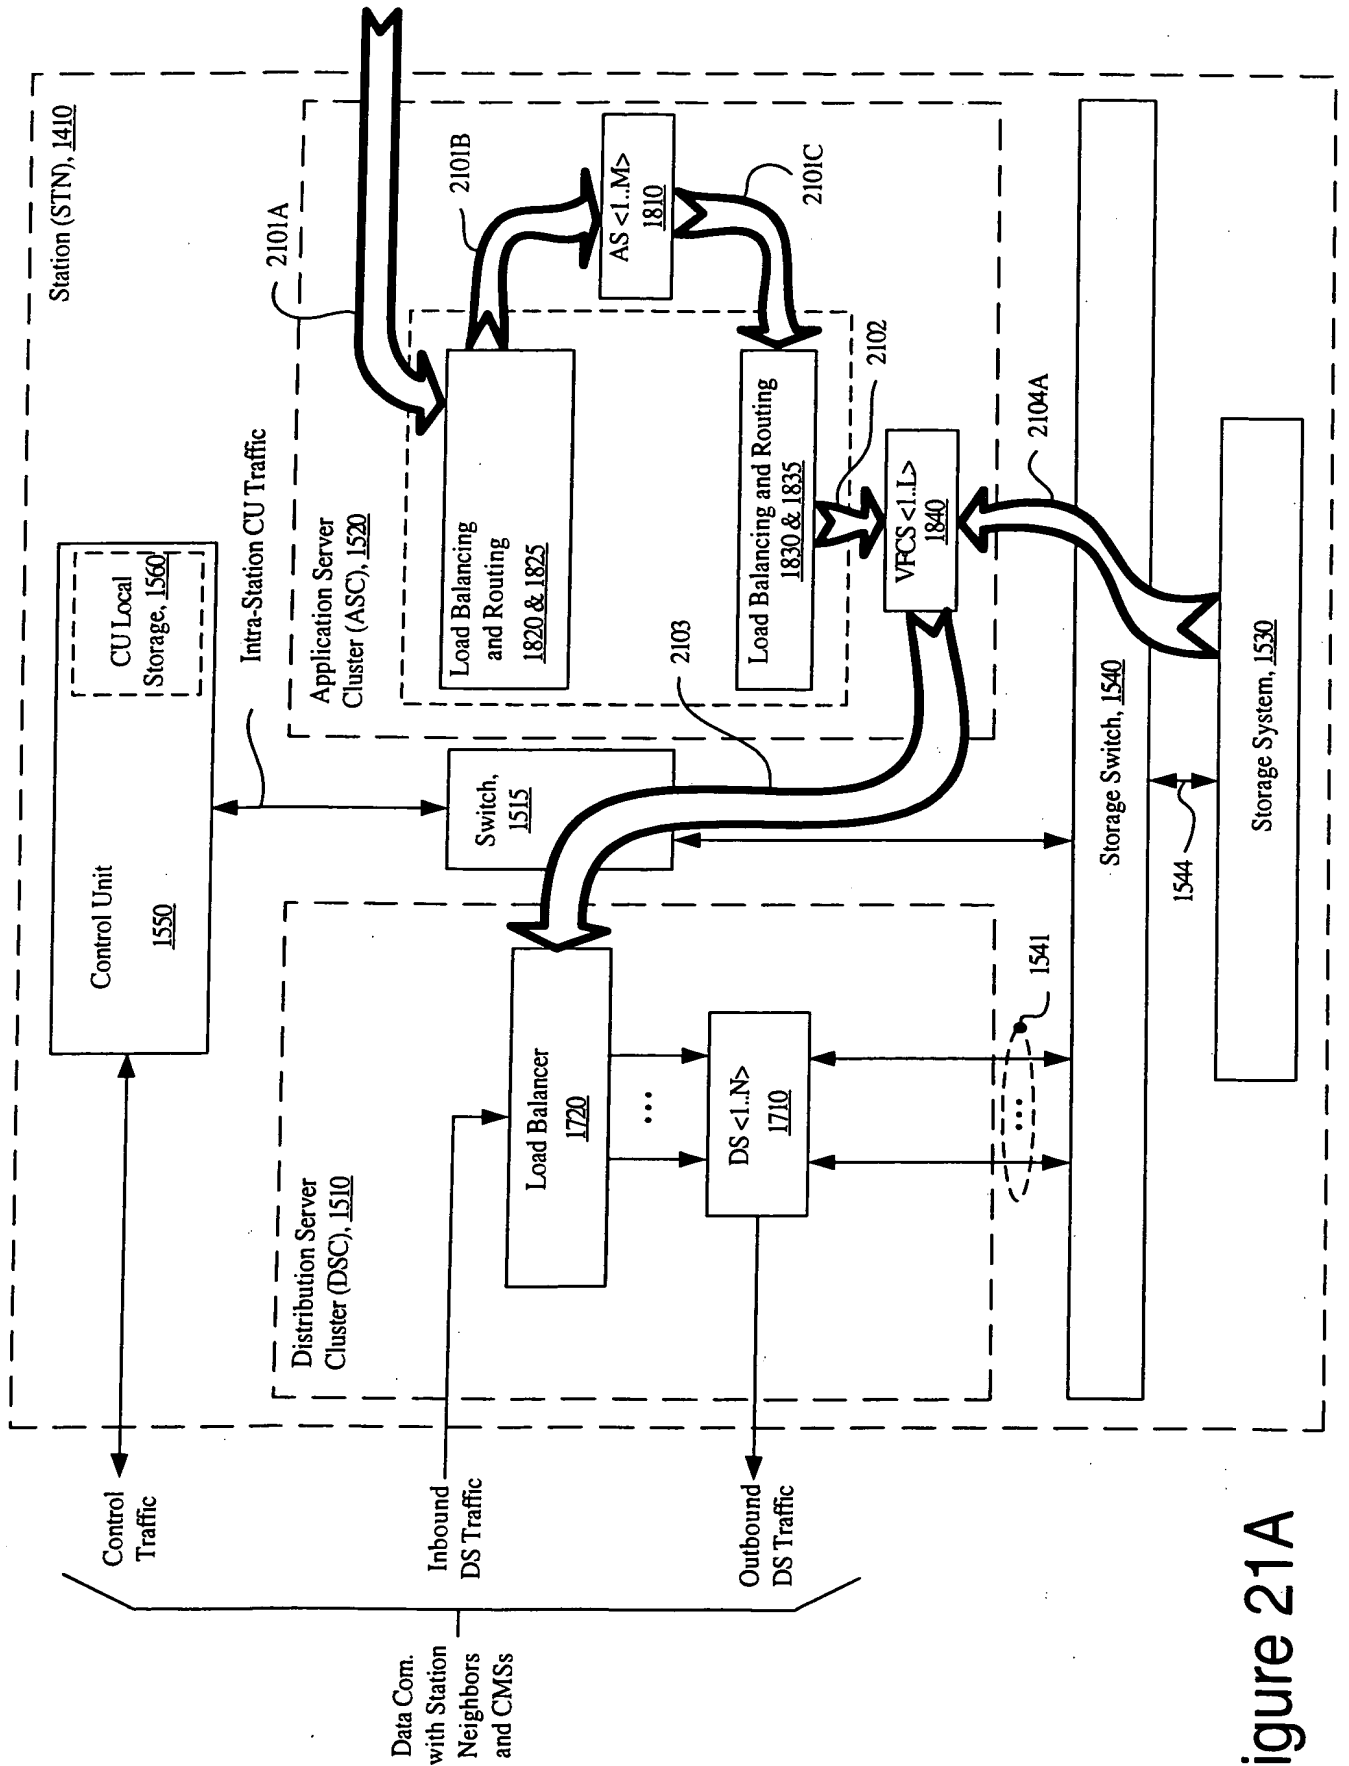 Station (STN), 1410
Control Unit
1550
CU Local
Storage, 1560
Control
Traffic
Intra-Station CU Traffic
2101A
Application Server
Cluster (ASC), 1520
Load Balancing
and Routing
1820 & 1825
2101B
AS <1..M>
1810
2101C
Load Balancing and Routing
1830 & 1835
2102
VFCS <1..L>
1840
2104A
2103
Switch,
1515
Distribution Server
Cluster (DSC), 1510
Load Balancer
1720
...
DS <1..N>
1710
...
1541
Inbound
DS Traffic
Outbound
DS Traffic
Data Com.
with Station
Neighbors
and CMSs
Storage Switch, 1540
1544
Storage System, 1530
igure 21A